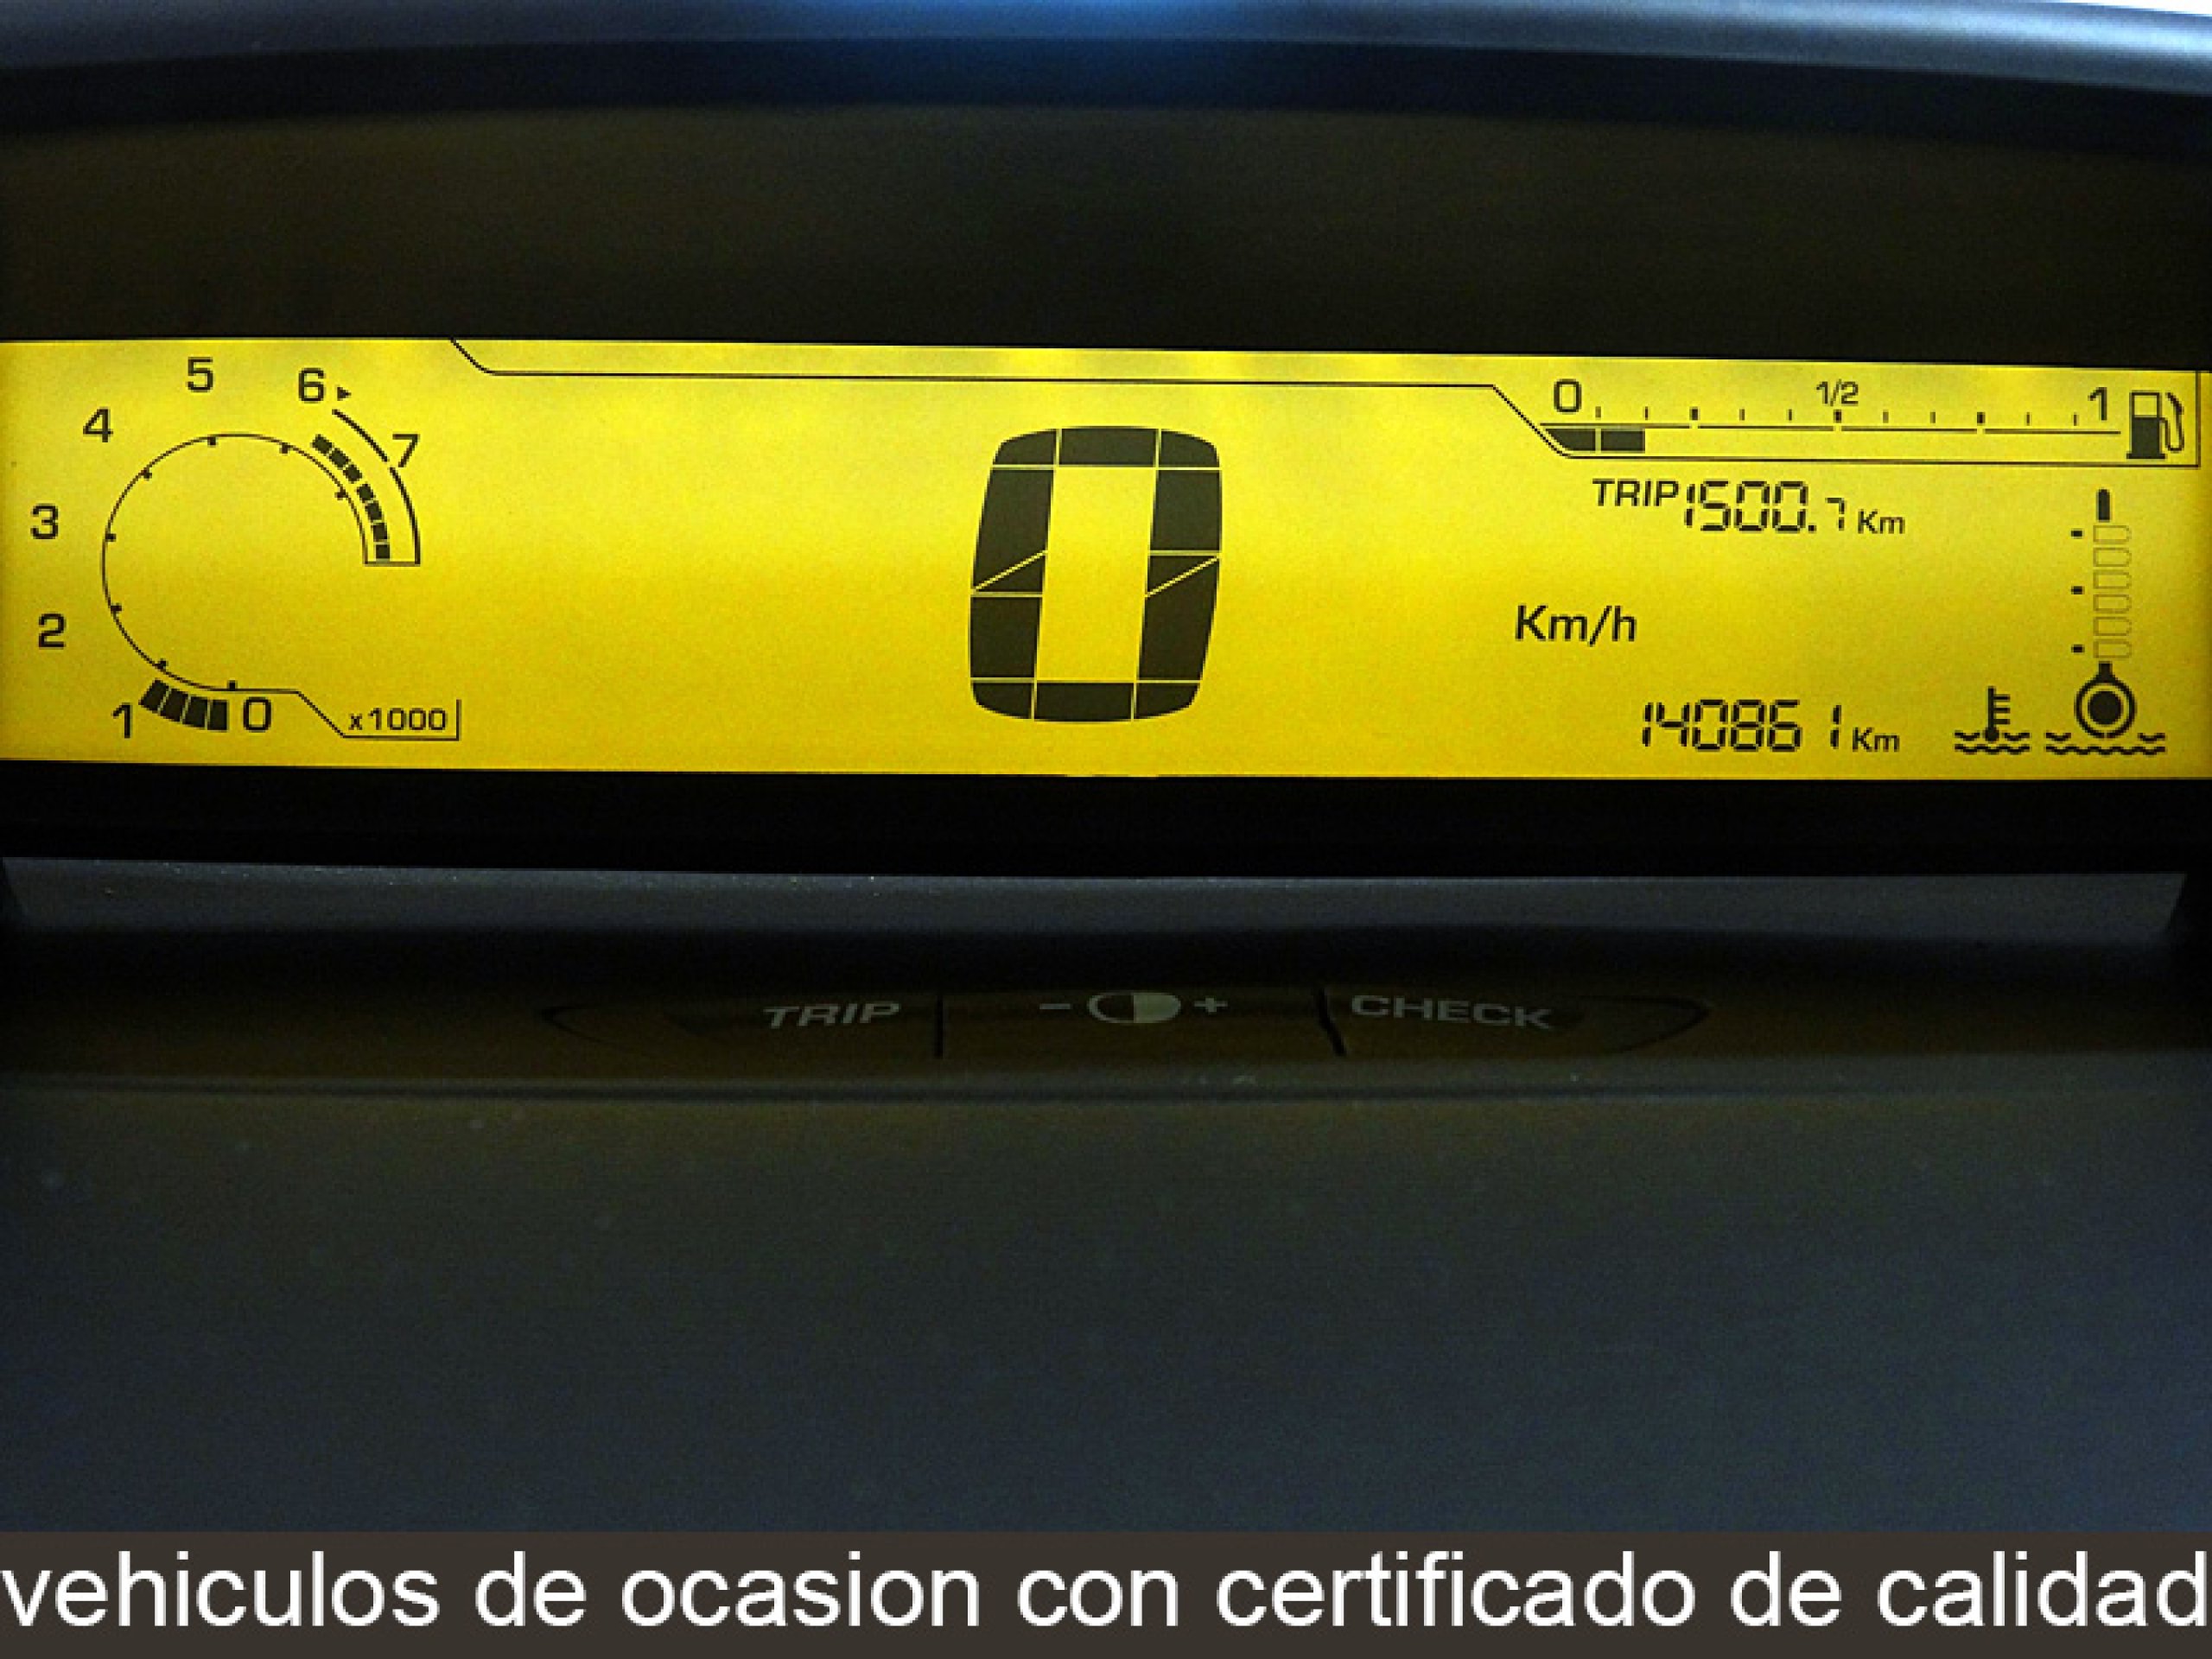 5 6 7
4
3
2
1 0 x1000
0
0 1/2 1
TRIP 1500.7 Km
Km/h
140861 Km
TRIP - + CHECK
vehiculos de ocasion con certificado de calidad